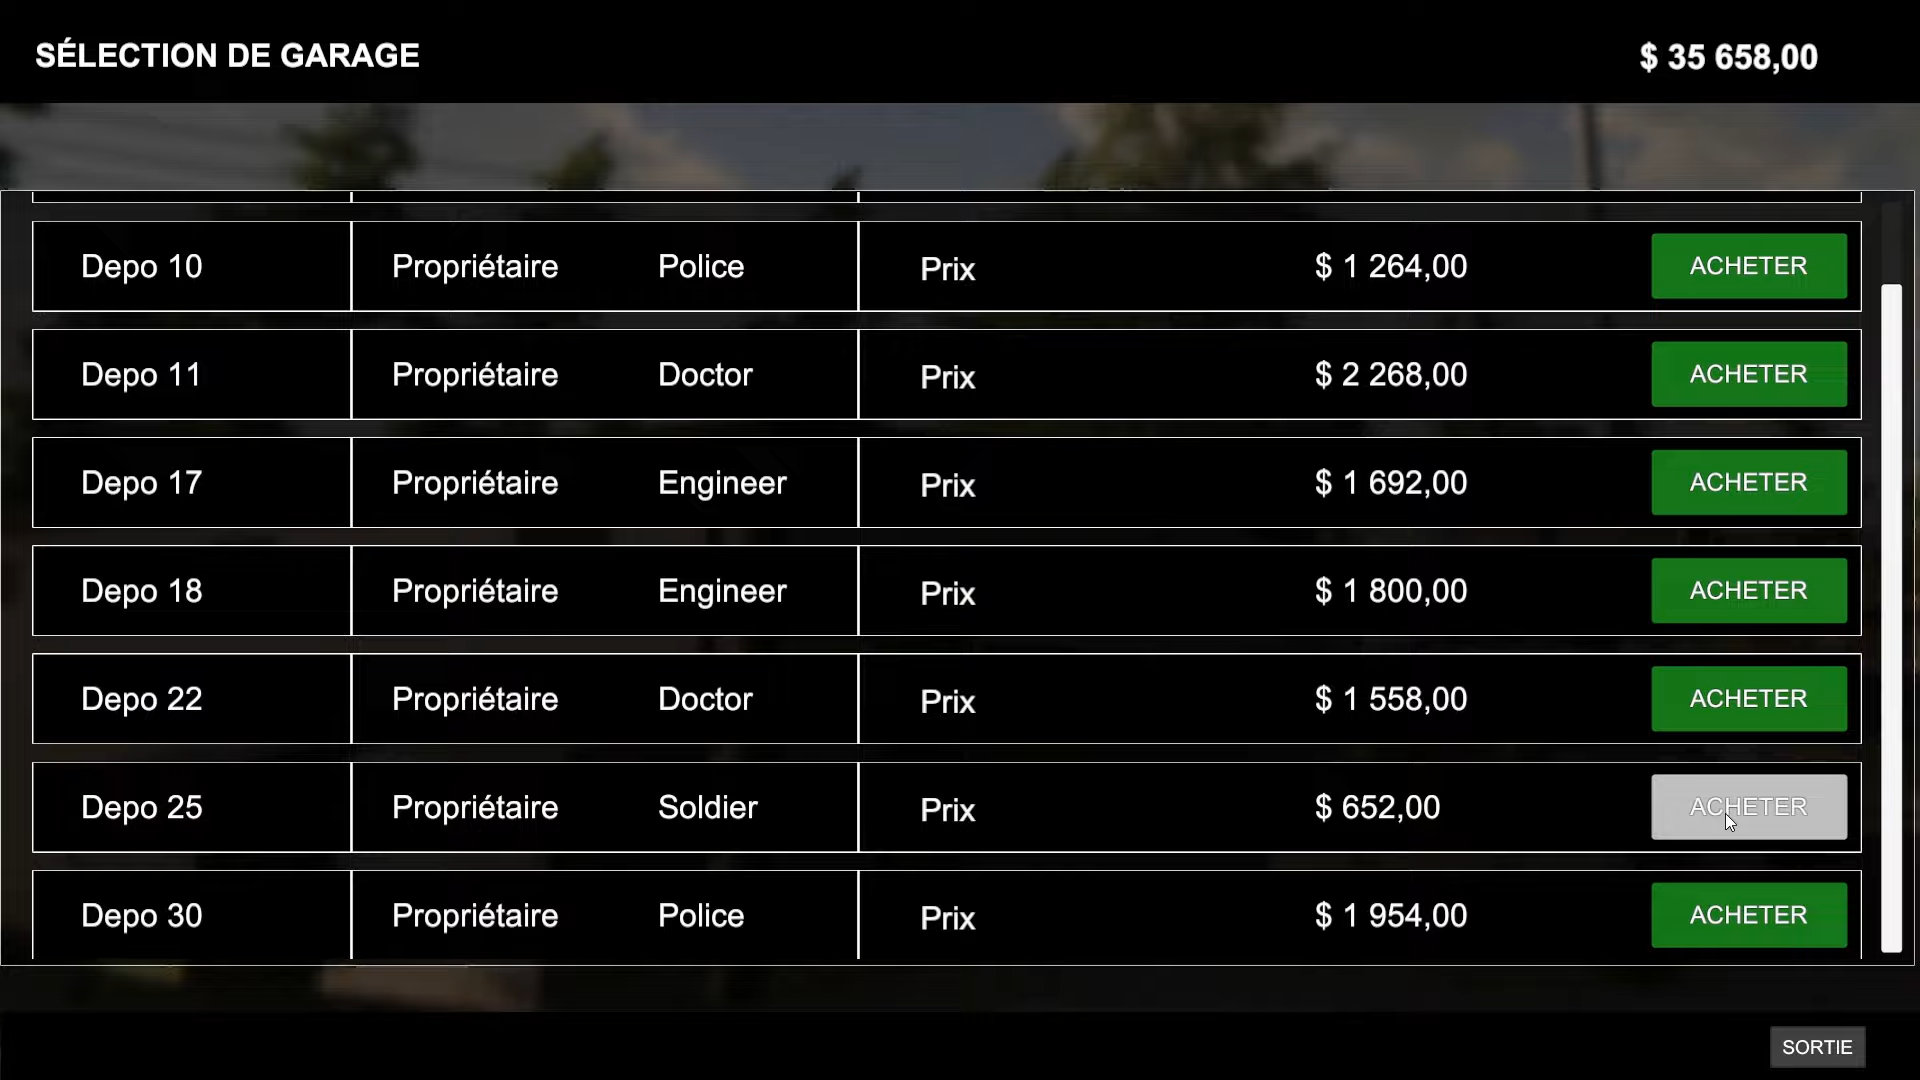 SÉLECTION DE GARAGE $ 35 658,00
Depo 10 Propriétaire Police Prix $ 1 264,00 ACHETER
Depo 11 Propriétaire Doctor Prix $ 2 268,00 ACHETER
Depo 17 Propriétaire Engineer Prix $ 1 692,00 ACHETER
Depo 18 Propriétaire Engineer Prix $ 1 800,00 ACHETER
Depo 22 Propriétaire Doctor Prix $ 1 558,00 ACHETER
Depo 25 Propriétaire Soldier Prix $ 652,00 ACHETER
Depo 30 Propriétaire Police Prix $ 1 954,00 ACHETER
SORTIE